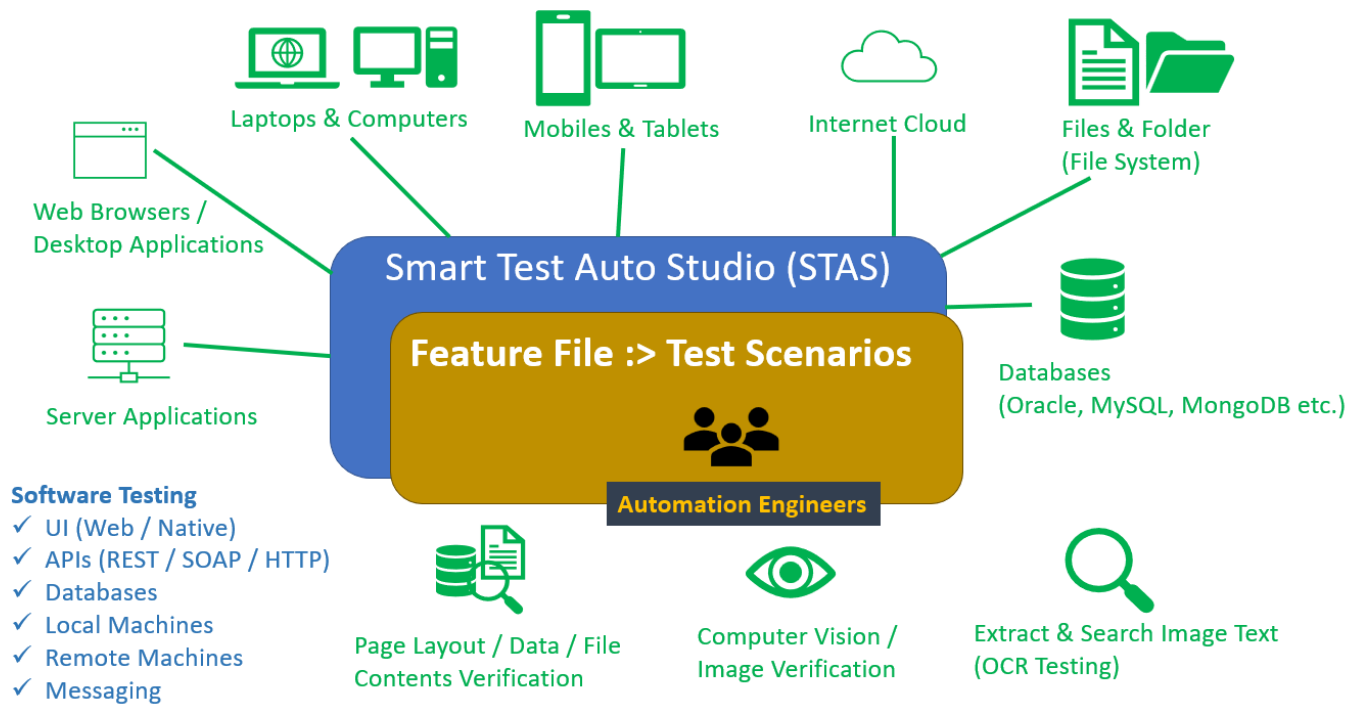 Laptops & Computers
Mobiles & Tablets
Internet Cloud
Files & Folder
(File System)
Web Browsers /
Desktop Applications
Smart Test Auto Studio (STAS)
Feature File :> Test Scenarios
Server Applications
Databases
(Oracle, MySQL, MongoDB etc.)
Automation Engineers
Software Testing
✓ UI (Web / Native)
✓ APIs (REST / SOAP / HTTP)
✓ Databases
✓ Local Machines
✓ Remote Machines
✓ Messaging
Page Layout / Data / File
Contents Verification
Computer Vision /
Image Verification
Extract & Search Image Text
(OCR Testing)